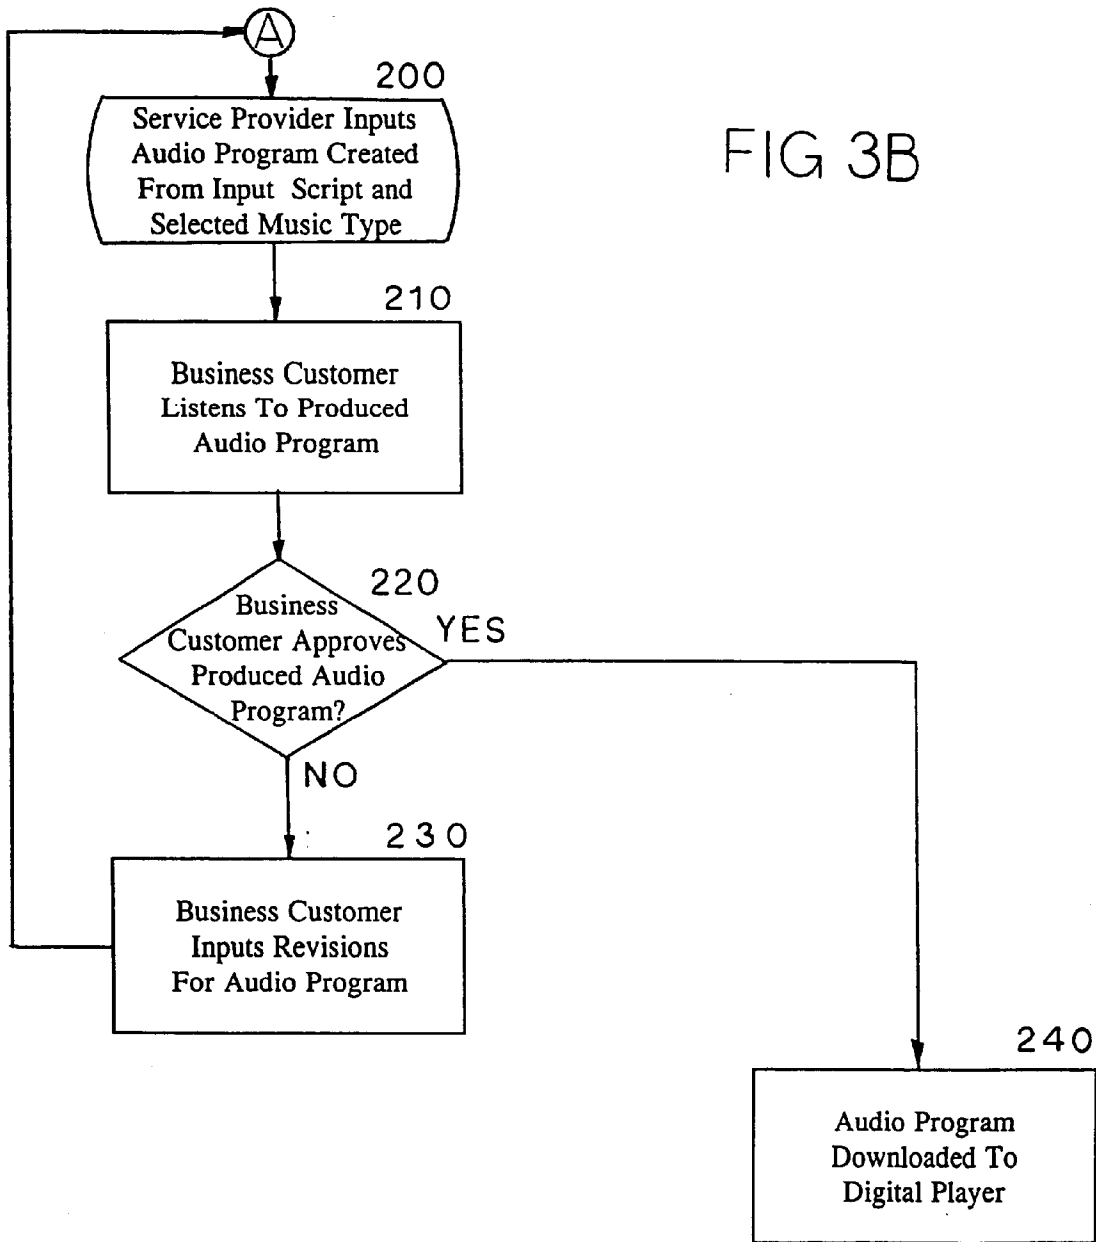 A
200
Service Provider Inputs
Audio Program Created
From Input Script and
Selected Music Type
FIG 3B
210
Business Customer
Listens To Produced
Audio Program
220
Business
Customer Approves
Produced Audio
Program?
YES
NO
230
Business Customer
Inputs Revisions
For Audio Program
240
Audio Program
Downloaded To
Digital Player